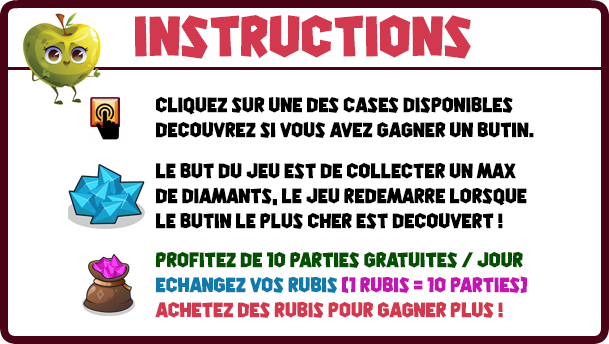 INSTRUCTIONS
CLIQUEZ SUR UNE DES CASES DISPONIBLES
DECOUVREZ SI VOUS AVEZ GAGNER UN BUTIN.
LE BUT DU JEU EST DE COLLECTER UN MAX
DE DIAMANTS, LE JEU REDEMARRE LORSQUE
LE BUTIN LE PLUS CHER EST DECOUVERT !
PROFITEZ DE 10 PARTIES GRATUITES / JOUR
ECHANGEZ VOS RUBIS (1 RUBIS = 10 PARTIES)
ACHETEZ DES RUBIS POUR GAGNER PLUS !